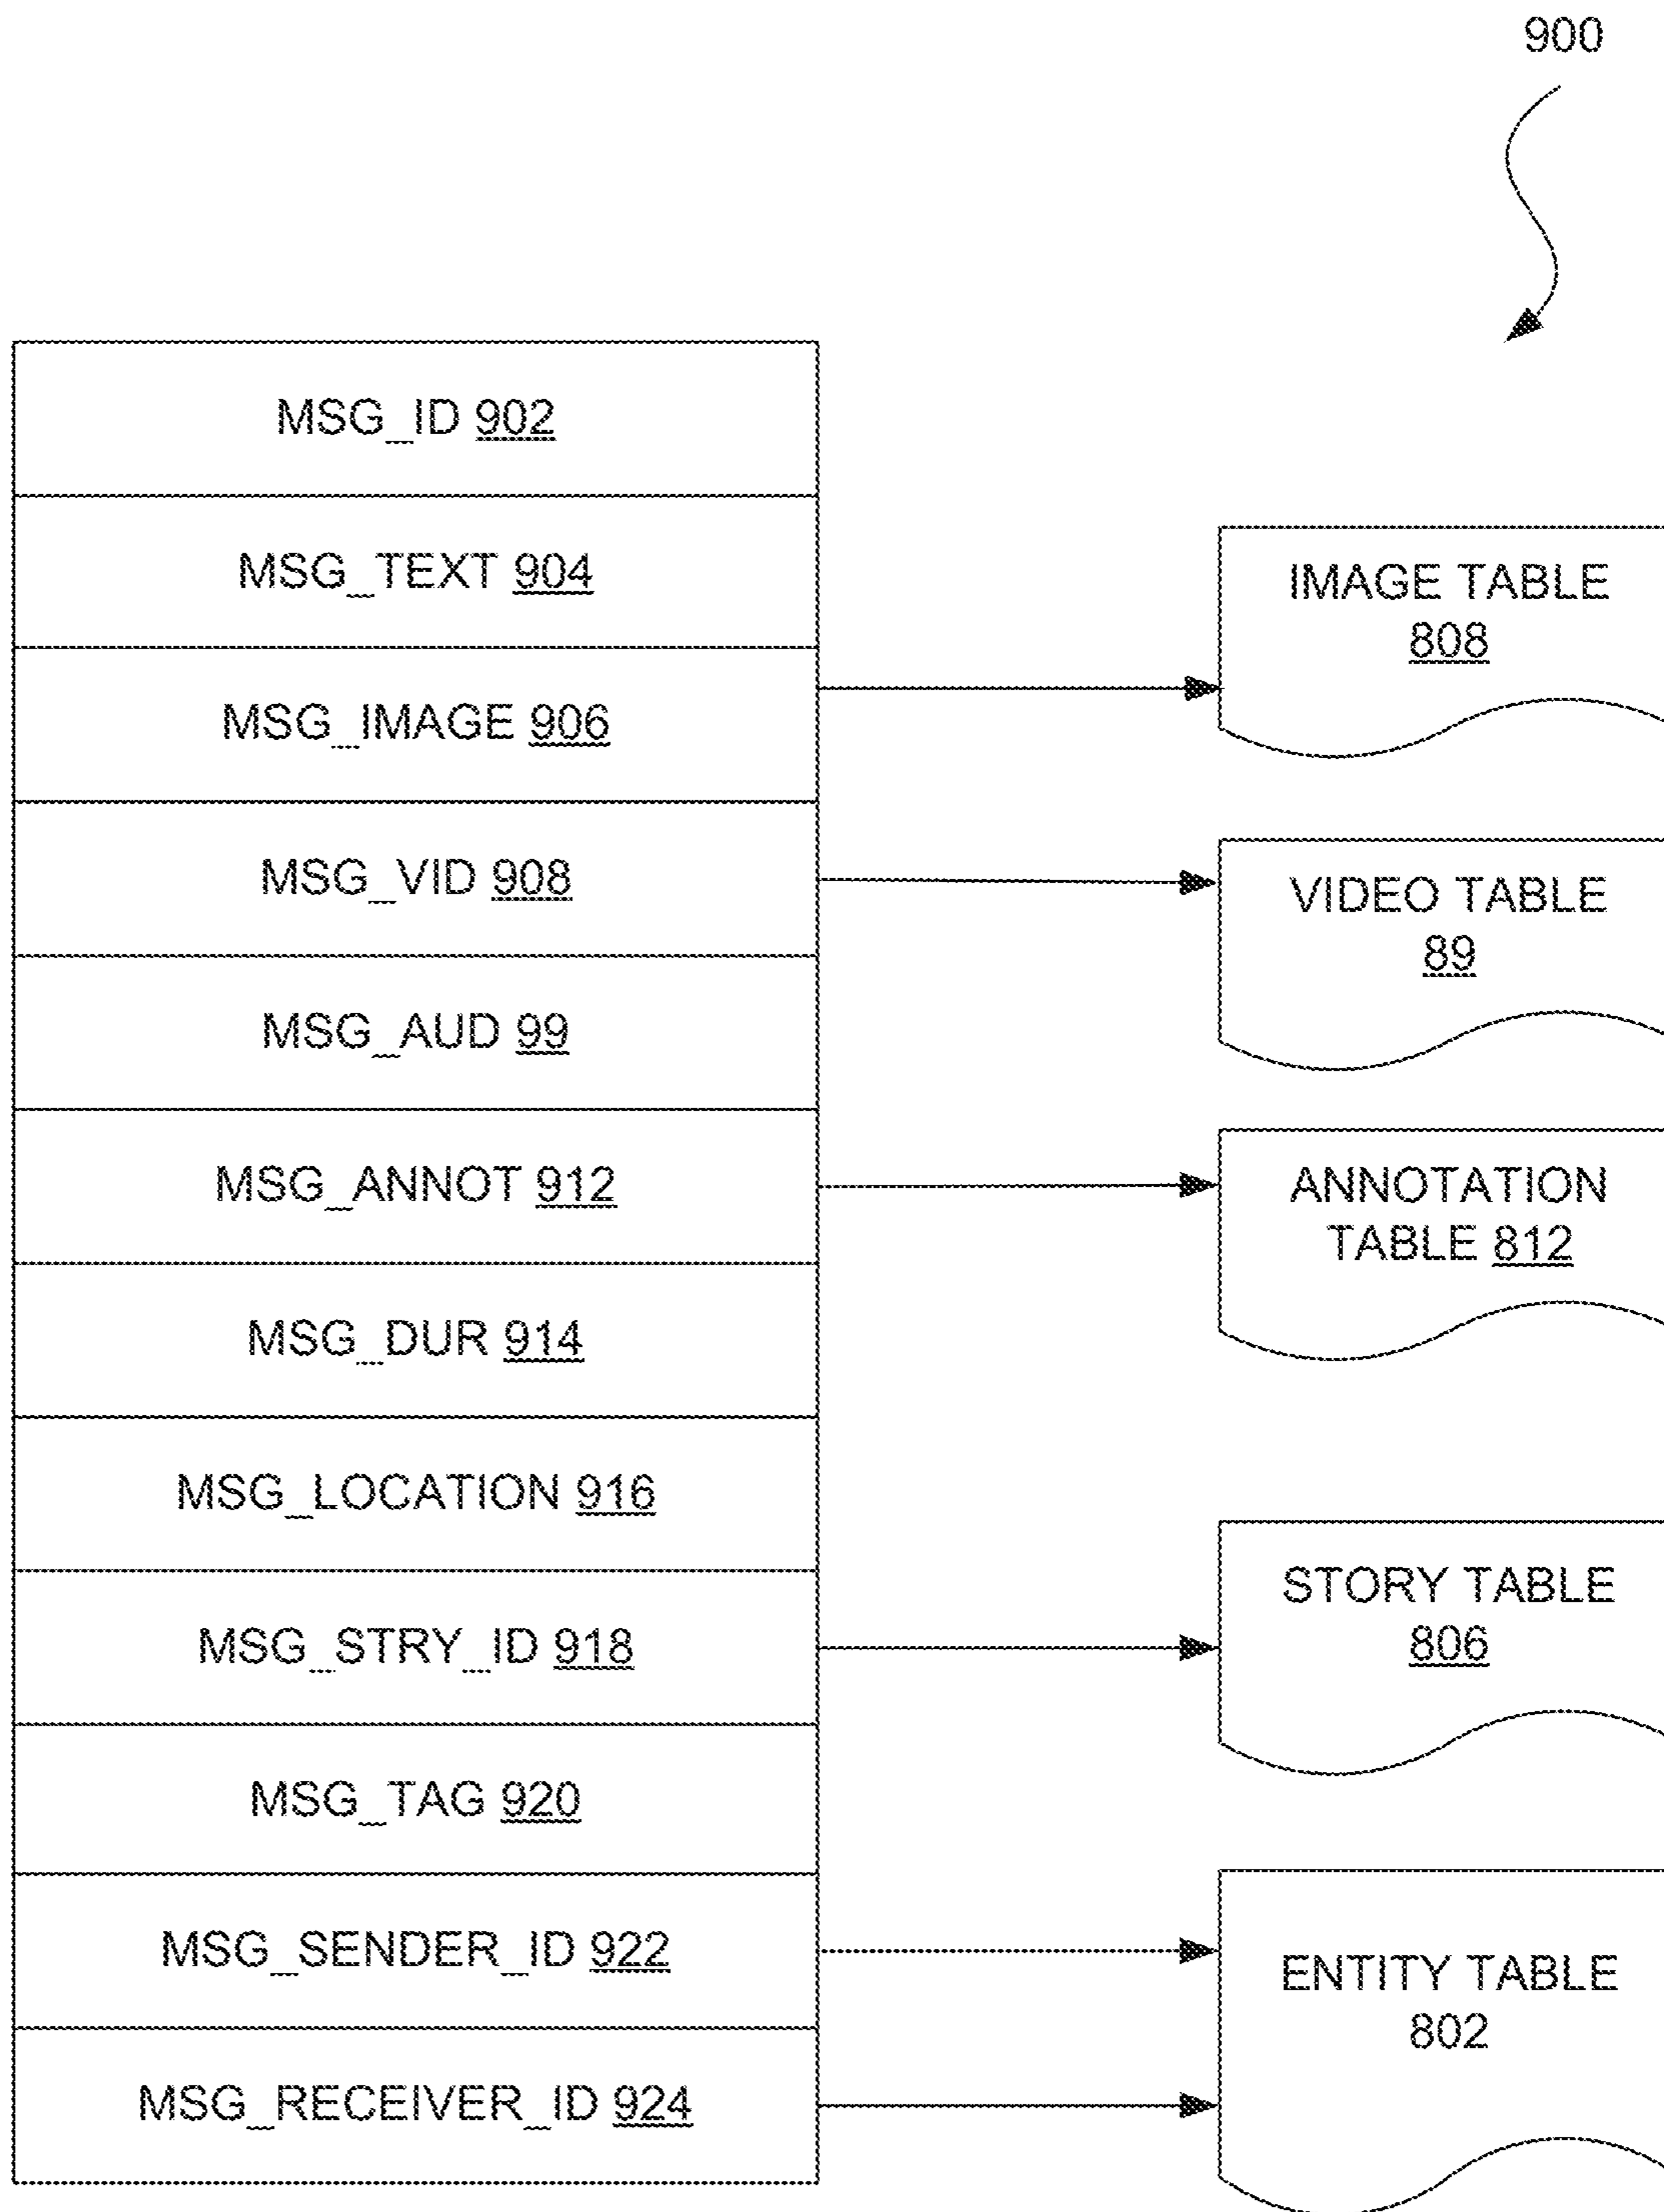 900
MSG_ID 902
MSG_TEXT 904
MSG_IMAGE 906
MSG_VID 908
MSG_AUD 99
MSG_ANNOT 912
MSG_DUR 914
MSG_LOCATION 916
MSG_STRY_ID 918
MSG_TAG 920
MSG_SENDER_ID 922
MSG_RECEIVER_ID 924
IMAGE TABLE
808
VIDEO TABLE
89
ANNOTATION
TABLE 812
STORY TABLE
806
ENTITY TABLE
802